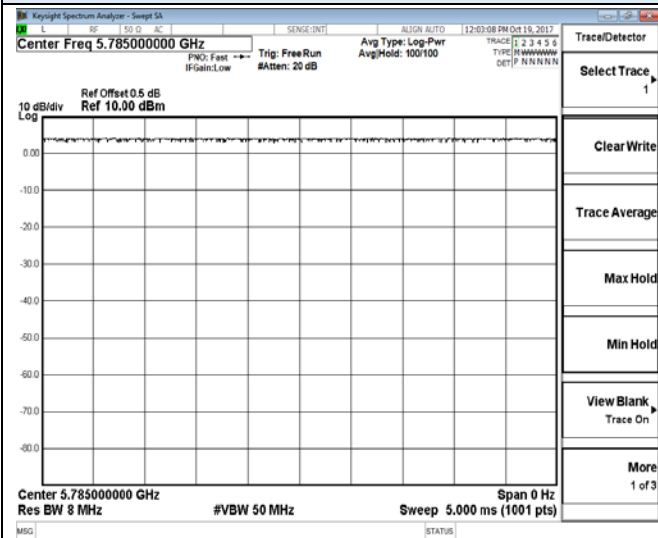 Keysight Spectrum Analyzer - Swept SA
L RF 50 Ω AC SENSE:INT ALIGN AUTO 12:03:08 PM Oct 19, 2017
Center Freq 5.785000000 GHz
PNO: Fast
IFGain:Low
Trig: Free Run
#Atten: 20 dB
Avg Type: Log-Pwr
Avg|Hold: 100/100
TRACE 1 2 3 4 5 6
TYPE M WWWWW
DET P N N N N N
Ref Offset 0.5 dB
10 dB/div Ref 10.00 dBm
Log
0.00
-10.0
-20.0
-30.0
-40.0
-50.0
-60.0
-70.0
-80.0
Center 5.785000000 GHz Span 0 Hz
Res BW 8 MHz #VBW 50 MHz Sweep 5.000 ms (1001 pts)
MSG STATUS
Trace/Detector
Select Trace
1
Clear Write
Trace Average
Max Hold
Min Hold
View Blank
Trace On
More
1 of 3